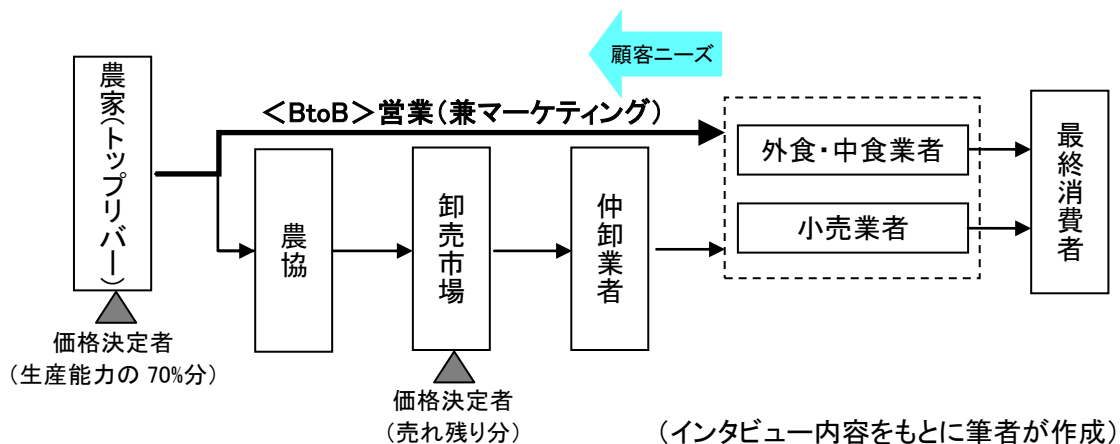 顧客ニーズ
＜BtoB＞営業（兼マーケティング）
農家（トップリバー）
農協
卸売市場
仲卸業者
外食・中食業者
小売業者
最終消費者
価格決定者
（生産能力の 70%分）
価格決定者
（売れ残り分）
（インタビュー内容をもとに筆者が作成）